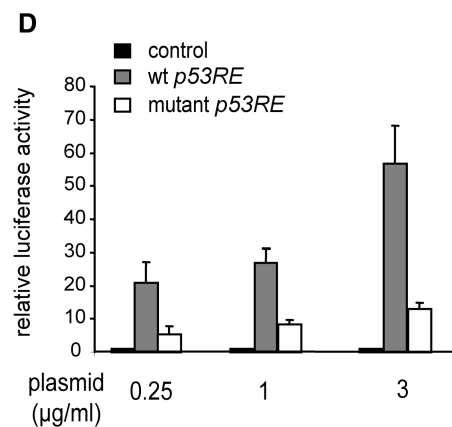 D
control
wt p53RE
mutant p53RE
relative luciferase activity
80
70
60
50
40
30
20
10
0
plasmid 0.25 1 3
(µg/ml)